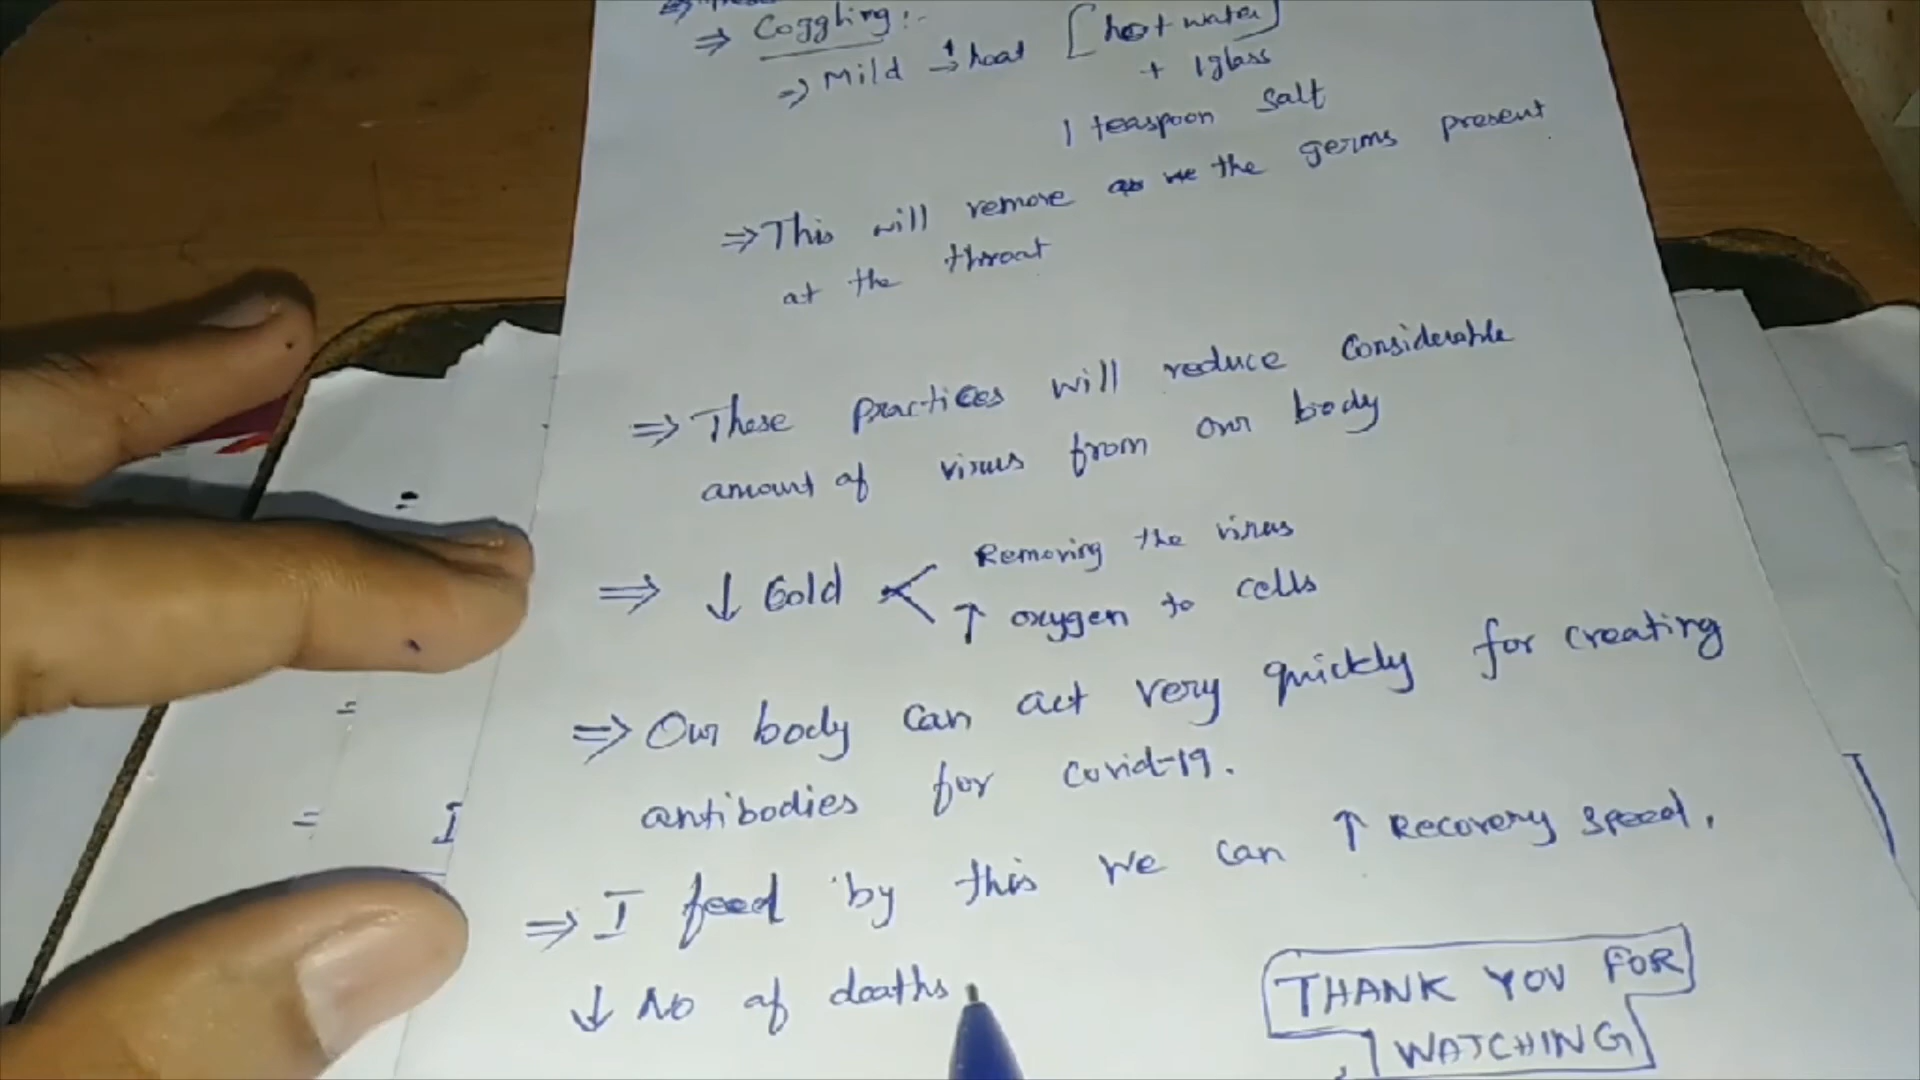 ⇒ Coggling :-
⇒ Mild → heat [hot water]
+ 1 glass
1 teaspoon salt
⇒ This will remove the germs present
at the throat
⇒ These practices will reduce considerable
amount of virus from our body
⇒ ↓ Cold < Removing the virus
↑ oxygen to cells
⇒ Our body can act very quickly for creating
antibodies for covid-19.
⇒ I feed by this we can ↑ Recovery speed.
↓ No of deaths
THANK YOU FOR
WATCHING